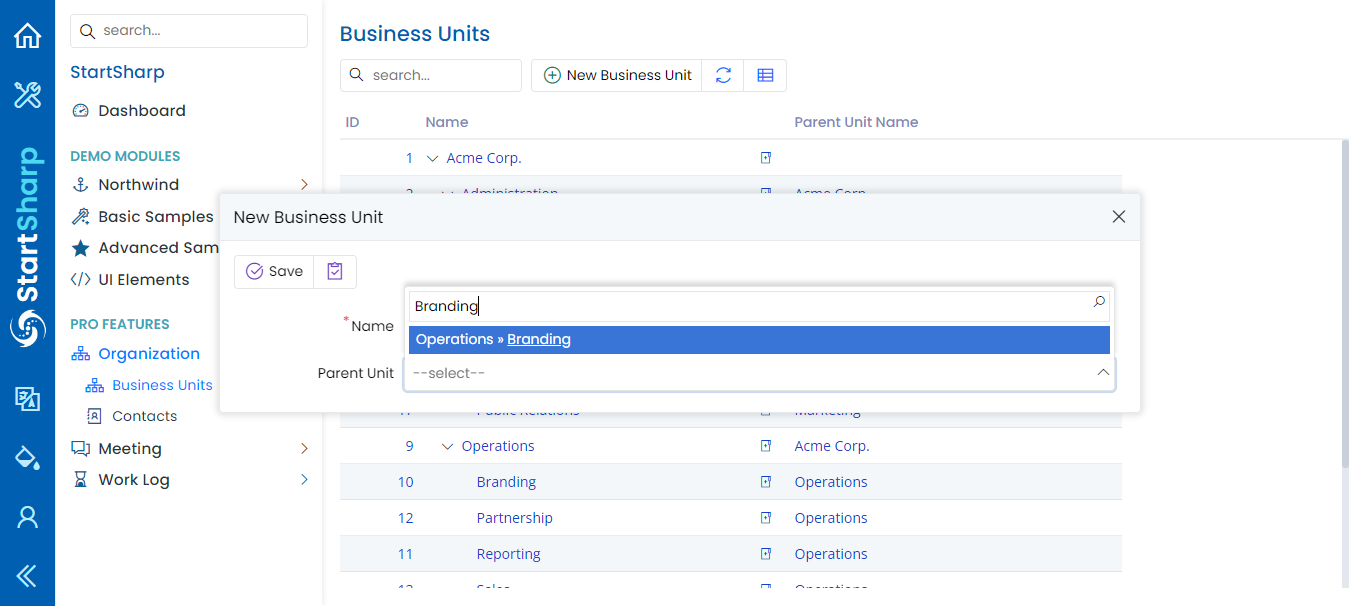 search...
StartSharp
Dashboard
DEMO MODULES
Northwind
Basic Samples
Advanced Sam
UI Elements
PRO FEATURES
Organization
Business Units
Contacts
Meeting
Work Log
StartSharp
Business Units
search...
New Business Unit
ID Name Parent Unit Name
1 Acme Corp.
2 Administration Acme Corp.
New Business Unit
Save
* Name
Branding
Operations » Branding
Parent Unit --select--
17 Public Relations Marketing
9 Operations Acme Corp.
10 Branding Operations
12 Partnership Operations
11 Reporting Operations
13 Sales Operations